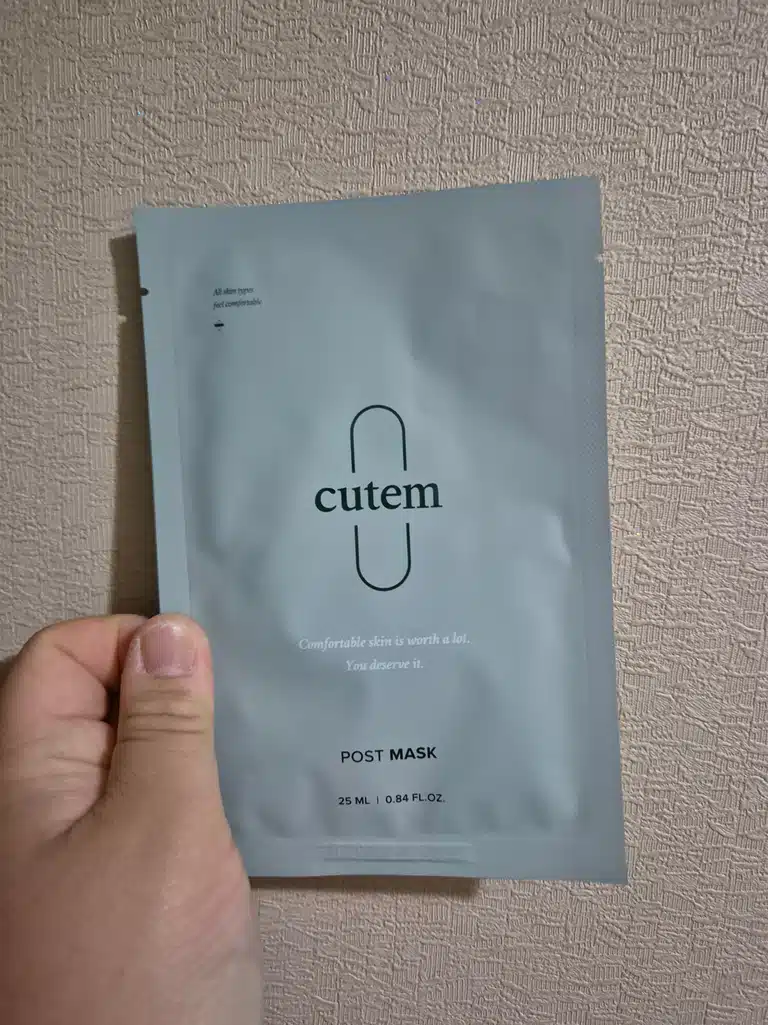 All skin types
feel comfortable
cutem
Comfortable skin is worth a lot.
You deserve it.
POST MASK
25 ML | 0.84 FL.OZ.